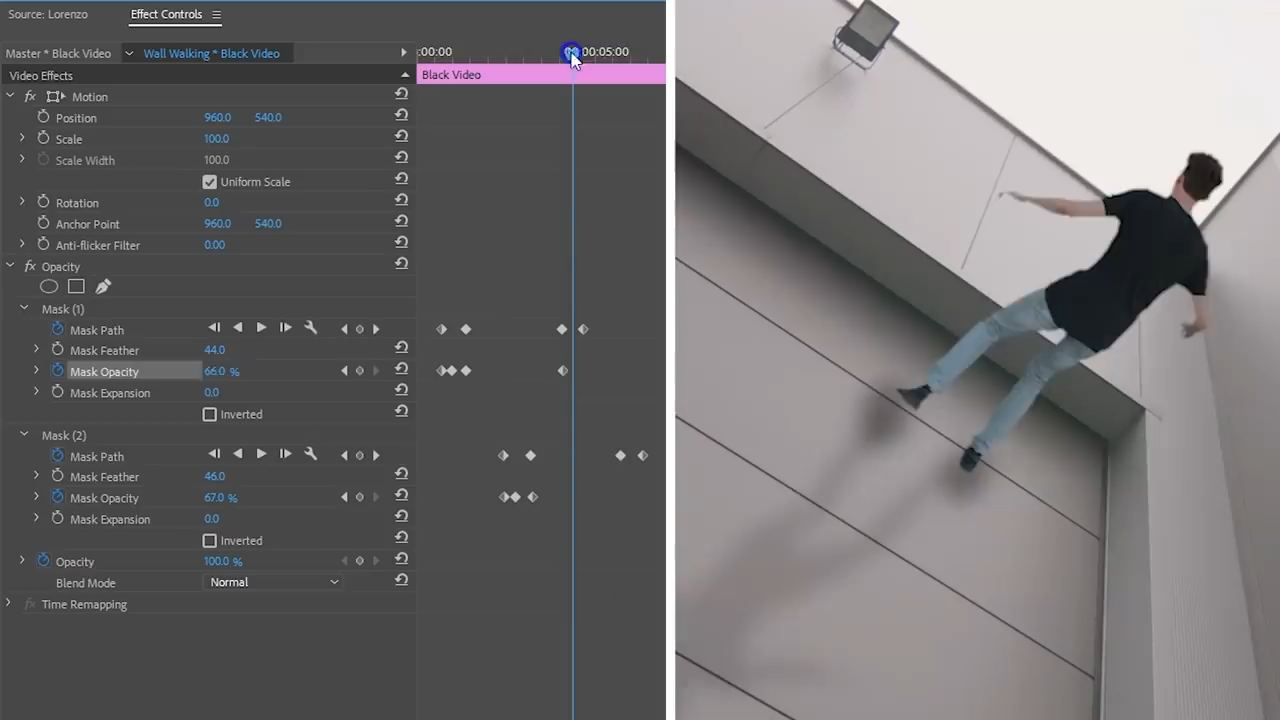 Source: Lorenzo
Effect Controls
Master * Black Video
Wall Walking * Black Video
:00:00
00:05:00
Video Effects
Black Video
fx Motion
Position 960.0 540.0
Scale 100.0
Scale Width 100.0
Uniform Scale
Rotation 0.0
Anchor Point 960.0 540.0
Anti-flicker Filter 0.00
fx Opacity
Mask (1)
Mask Path
Mask Feather 44.0
Mask Opacity 66.0 %
Mask Expansion 0.0
Inverted
Mask (2)
Mask Path
Mask Feather 46.0
Mask Opacity 67.0 %
Mask Expansion 0.0
Inverted
Opacity 100.0 %
Blend Mode Normal
fx Time Remapping